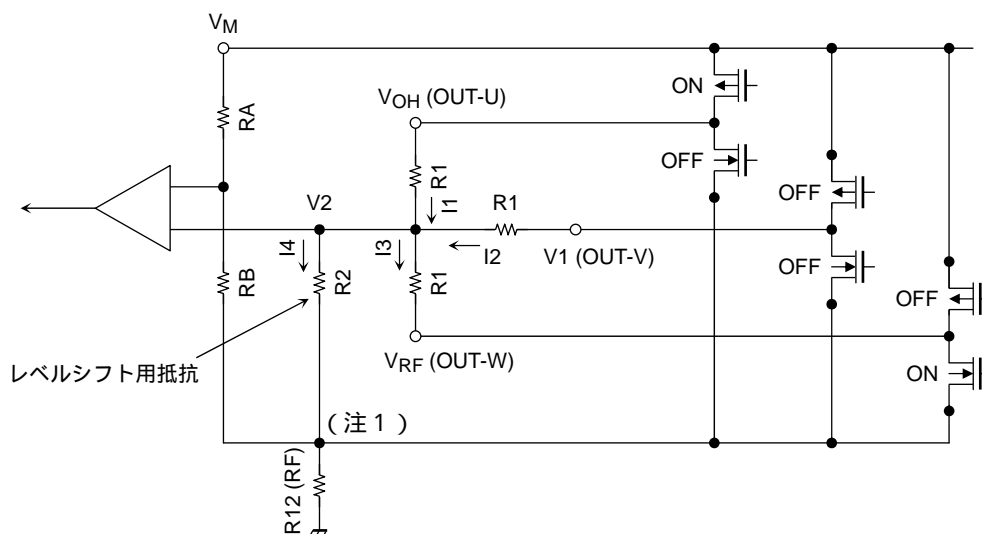 VM
ON
VOH (OUT-U)
RA
OFF
R1
I1
V2
R1
OFF
I4
I3
I2
V1 (OUT-V)
RB
R2
R1
OFF
OFF
レベルシフト用抵抗
VRF (OUT-W)
ON
(注1)
R12 (RF)